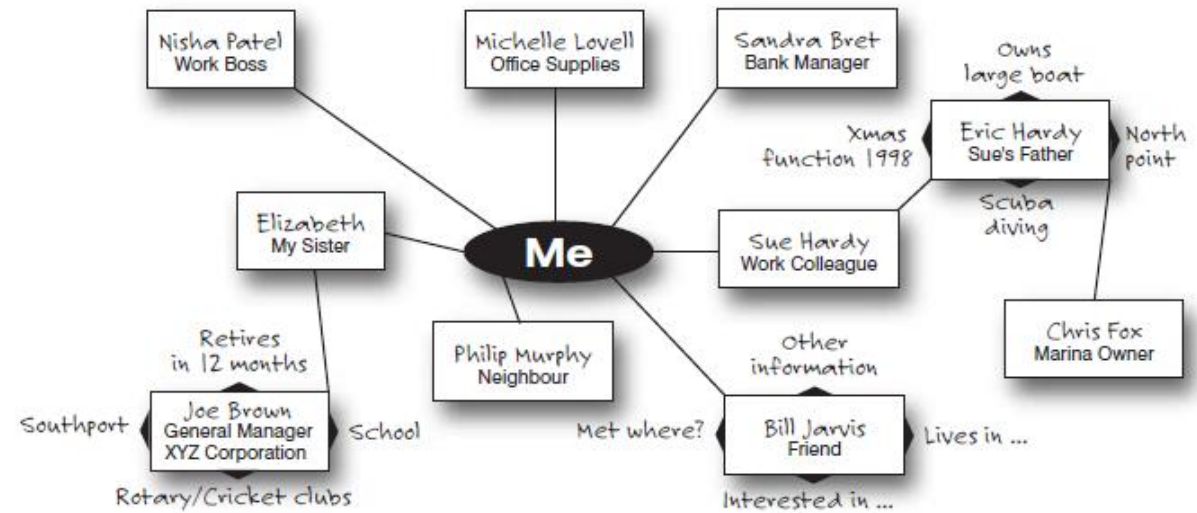 Nisha Patel
Work Boss
Michelle Lovell
Office Supplies
Sandra Bret
Bank Manager
Owns
large boat
Xmas
function 1998
Eric Hardy
Sue's Father
North
point
Scuba
diving
Elizabeth
My Sister
Me
Sue Hardy
Work Colleague
Chris Fox
Marina Owner
Philip Murphy
Neighbour
Retires
in 12 months
Southport
Joe Brown
General Manager
XYZ Corporation
School
Rotary/Cricket clubs
Other
information
Met where?
Bill Jarvis
Friend
Lives in ...
Interested in ...